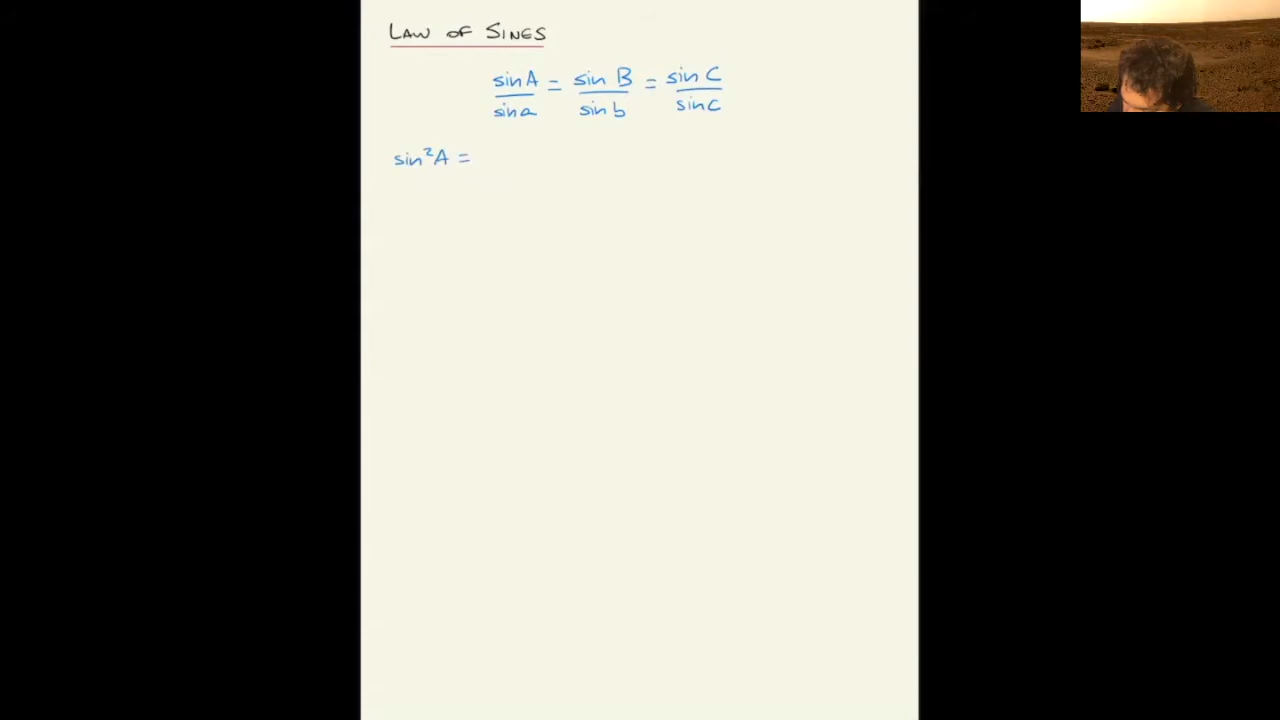 LAW OF SINES
sin A / sin a = sin B / sin b = sin C / sin c
sin²A =